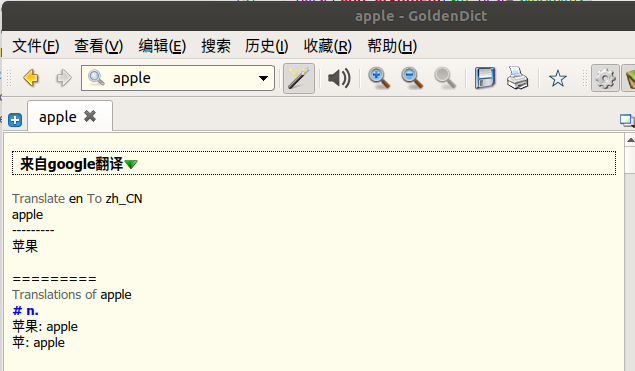 apple - GoldenDict
文件(F) 查看(V) 编辑(E) 搜索 历史(I) 收藏(R) 帮助(H)
apple
apple
来自google翻译
Translate en To zh_CN
apple
---------
苹果
=========
Translations of apple
# n.
苹果: apple
苹: apple